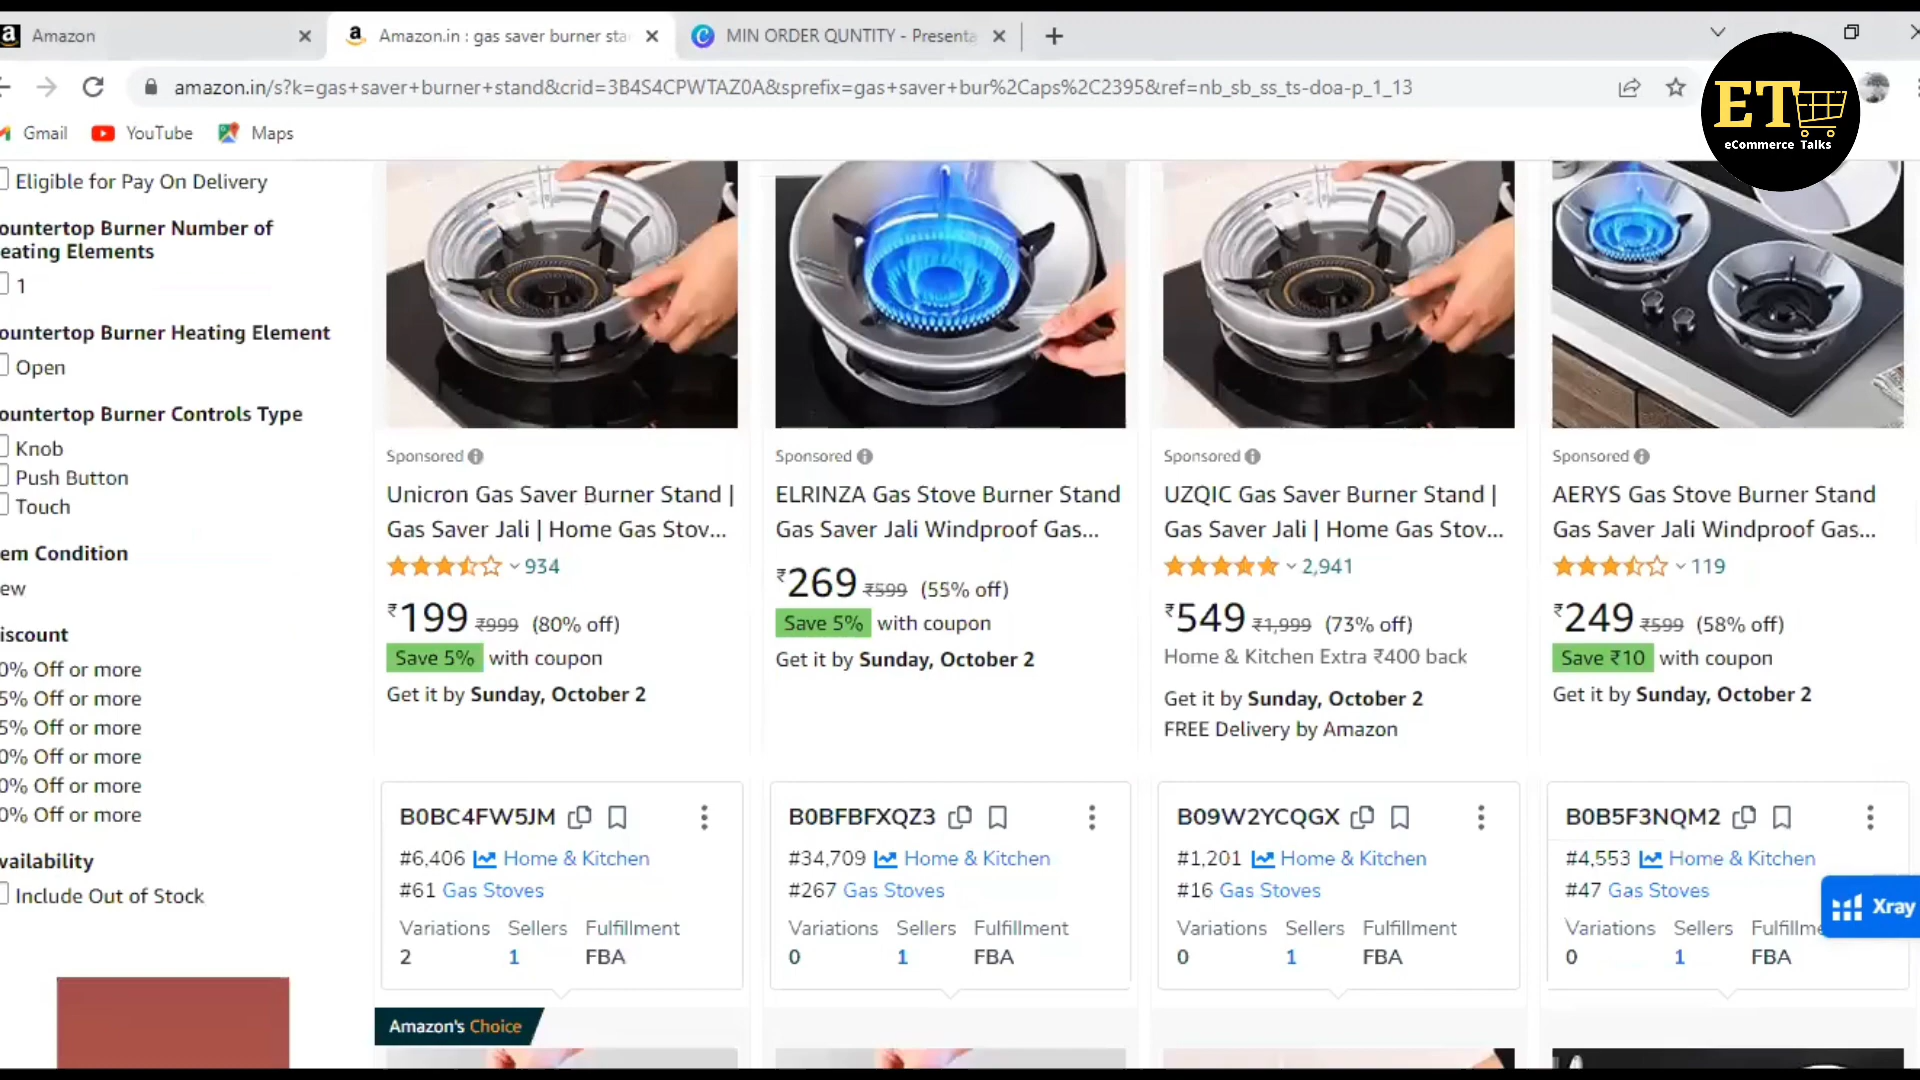 Amazon
Amazon.in : gas saver burner sta
MIN ORDER QUNTITY - Presenta
amazon.in/s?k=gas+saver+burner+stand&crid=3B4S4CPWTAZ0A&sprefix=gas+saver+bur%2Caps%2C2395&ref=nb_sb_ss_ts-doa-p_1_13
Gmail
YouTube
Maps
ET
eCommerce Talks
Eligible for Pay On Delivery
ountertop Burner Number of
eating Elements
1
ountertop Burner Heating Element
Open
ountertop Burner Controls Type
Knob
Push Button
Touch
em Condition
ew
iscount
0% Off or more
5% Off or more
5% Off or more
0% Off or more
0% Off or more
0% Off or more
vailability
Include Out of Stock
Sponsored
Unicron Gas Saver Burner Stand |
Gas Saver Jali | Home Gas Stov...
934
₹199 ₹999 (80% off)
Save 5% with coupon
Get it by Sunday, October 2
Sponsored
ELRINZA Gas Stove Burner Stand
Gas Saver Jali Windproof Gas...
₹269 ₹599 (55% off)
Save 5% with coupon
Get it by Sunday, October 2
Sponsored
UZQIC Gas Saver Burner Stand |
Gas Saver Jali | Home Gas Stov...
2,941
₹549 ₹1,999 (73% off)
Home & Kitchen Extra ₹400 back
Get it by Sunday, October 2
FREE Delivery by Amazon
Sponsored
AERYS Gas Stove Burner Stand
Gas Saver Jali Windproof Gas...
119
₹249 ₹599 (58% off)
Save ₹10 with coupon
Get it by Sunday, October 2
B0BC4FW5JM
#6,406 Home & Kitchen
#61 Gas Stoves
Variations Sellers Fulfillment
2 1 FBA
B0BFBFXQZ3
#34,709 Home & Kitchen
#267 Gas Stoves
Variations Sellers Fulfillment
0 1 FBA
B09W2YCQGX
#1,201 Home & Kitchen
#16 Gas Stoves
Variations Sellers Fulfillment
0 1 FBA
B0B5F3NQM2
#4,553 Home & Kitchen
#47 Gas Stoves
Variations Sellers Fulfillme
0 1 FBA
Xray
Amazon's Choice